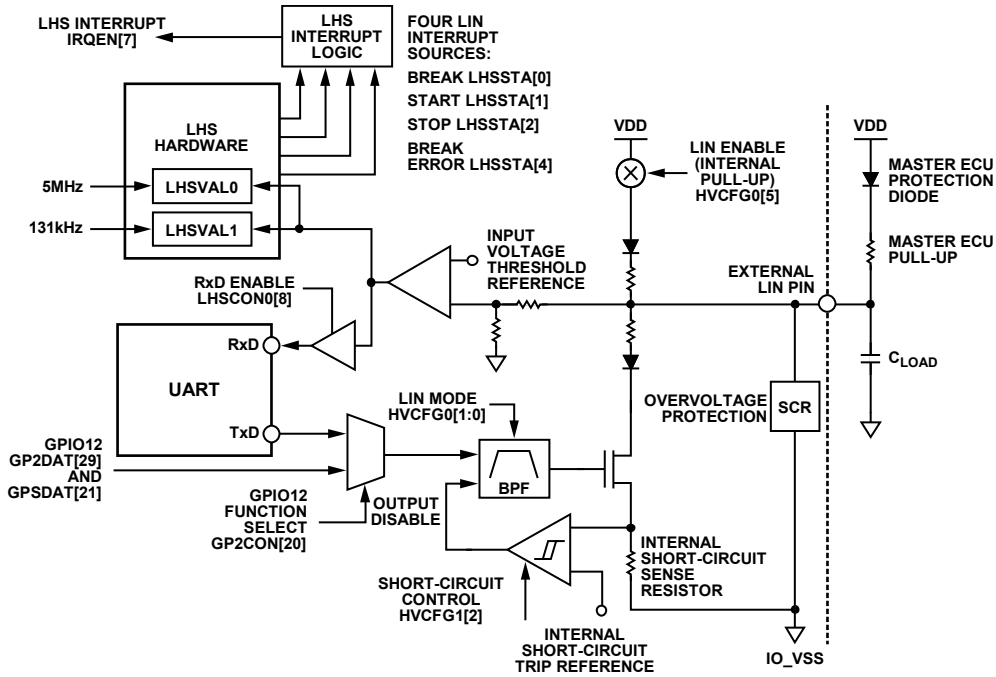 LHS INTERRUPT
IRQEN[7]
LHS
INTERRUPT
LOGIC
FOUR LIN
INTERRUPT
SOURCES:
BREAK LHSSTA[0]
START LHSSTA[1]
STOP LHSSTA[2]
BREAK
ERROR LHSSTA[4]
LHS
HARDWARE
LHSVAL0
LHSVAL1
5MHz
131kHz
VDD
LIN ENABLE
(INTERNAL
PULL-UP)
HVCFG0[5]
VDD
MASTER ECU
PROTECTION
DIODE
MASTER ECU
PULL-UP
INPUT
VOLTAGE
THRESHOLD
REFERENCE
EXTERNAL
LIN PIN
RxD ENABLE
LHSCON0[8]
RxD
UART
TxD
CLOAD
OVERVOLTAGE
PROTECTION
SCR
LIN MODE
HVCFG0[1:0]
BPF
GPIO12
GP2DAT[29]
AND
GPSDAT[21]
GPIO12
FUNCTION
SELECT
GP2CON[20]
OUTPUT
DISABLE
SHORT-CIRCUIT
CONTROL
HVCFG1[2]
INTERNAL
SHORT-CIRCUIT
SENSE
RESISTOR
INTERNAL
SHORT-CIRCUIT
TRIP REFERENCE
IO_VSS